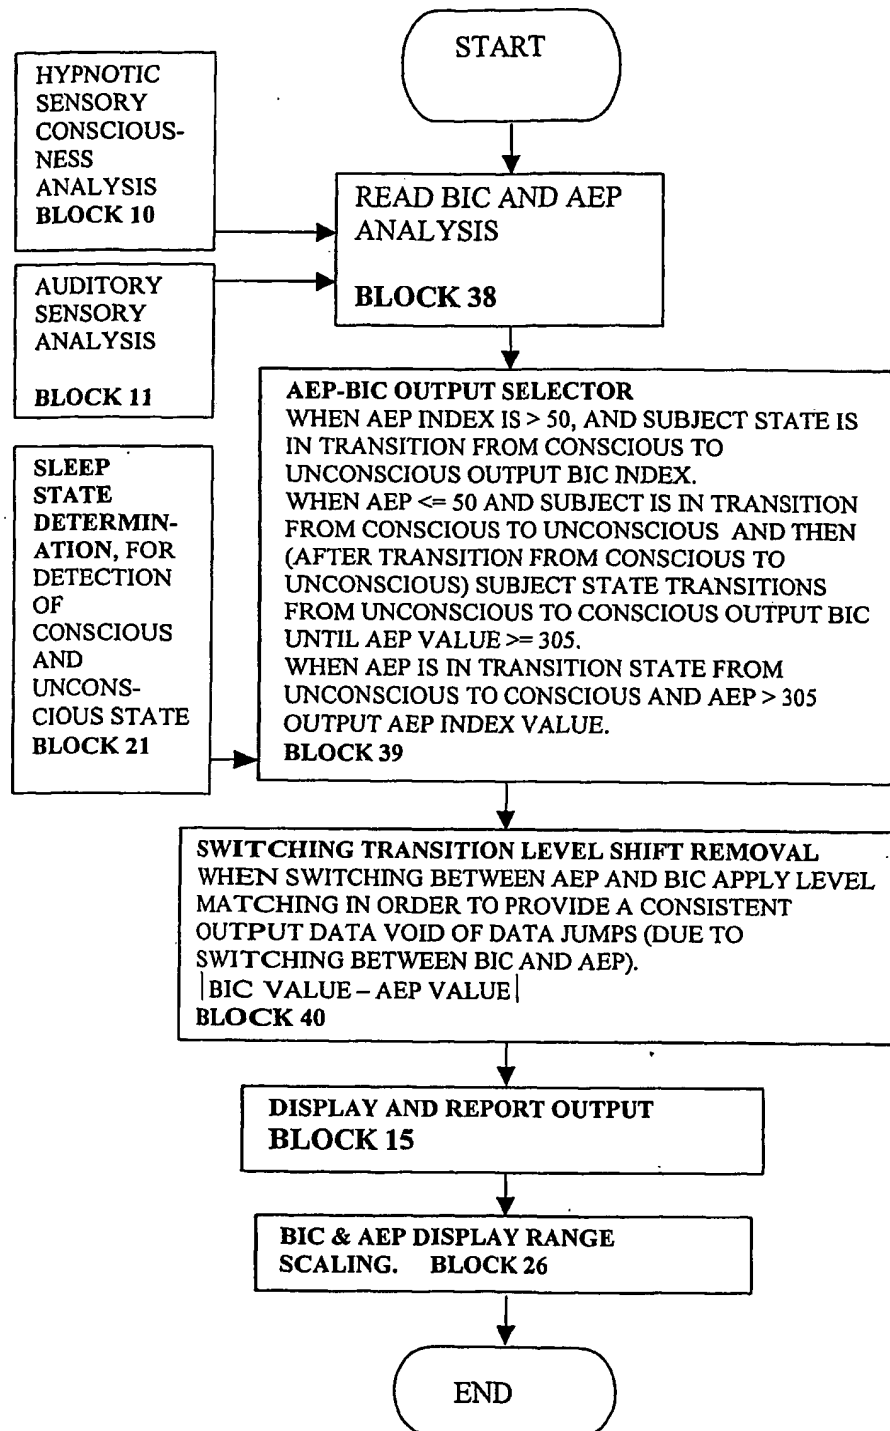 START
HYPNOTIC
SENSORY
CONSCIOUS-
NESS
ANALYSIS
BLOCK 10
READ BIC AND AEP
ANALYSIS
BLOCK 38
AUDITORY
SENSORY
ANALYSIS
BLOCK 11
AEP-BIC OUTPUT SELECTOR
WHEN AEP INDEX IS > 50, AND SUBJECT STATE IS
IN TRANSITION FROM CONSCIOUS TO
UNCONSCIOUS OUTPUT BIC INDEX.
WHEN AEP <= 50 AND SUBJECT IS IN TRANSITION
FROM CONSCIOUS TO UNCONSCIOUS AND THEN
(AFTER TRANSITION FROM CONSCIOUS TO
UNCONSCIOUS) SUBJECT STATE TRANSITIONS
FROM UNCONSCIOUS TO CONSCIOUS OUTPUT BIC
UNTIL AEP VALUE >= 305.
WHEN AEP IS IN TRANSITION STATE FROM
UNCONSCIOUS TO CONSCIOUS AND AEP > 305
OUTPUT AEP INDEX VALUE.
BLOCK 39
SLEEP
STATE
DETERMIN-
ATION, FOR
DETECTION
OF
CONSCIOUS
AND
UNCONS-
CIOUS STATE
BLOCK 21
SWITCHING TRANSITION LEVEL SHIFT REMOVAL
WHEN SWITCHING BETWEEN AEP AND BIC APPLY LEVEL
MATCHING IN ORDER TO PROVIDE A CONSISTENT
OUTPUT DATA VOID OF DATA JUMPS (DUE TO
SWITCHING BETWEEN BIC AND AEP).
|BIC VALUE – AEP VALUE|
BLOCK 40
DISPLAY AND REPORT OUTPUT
BLOCK 15
BIC & AEP DISPLAY RANGE
SCALING. BLOCK 26
END